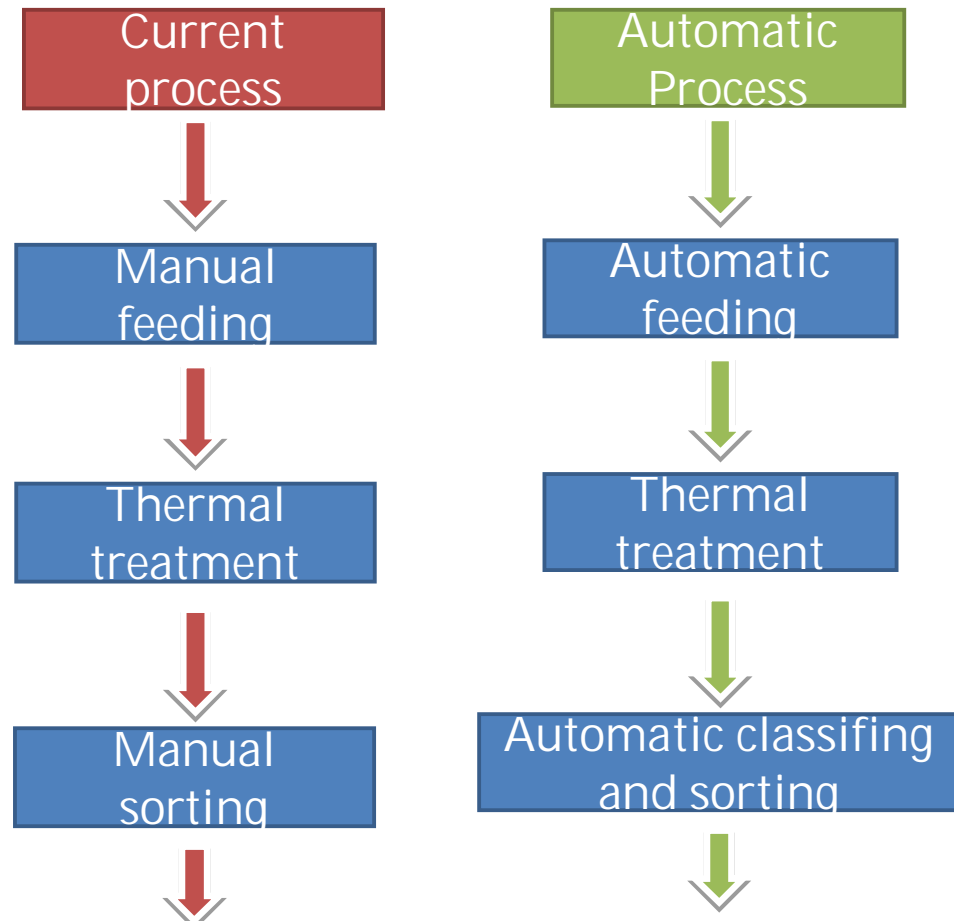 Current
process
Automatic
Process
Manual
feeding
Automatic
feeding
Thermal
treatment
Thermal
treatment
Manual
sorting
Automatic classifing
and sorting